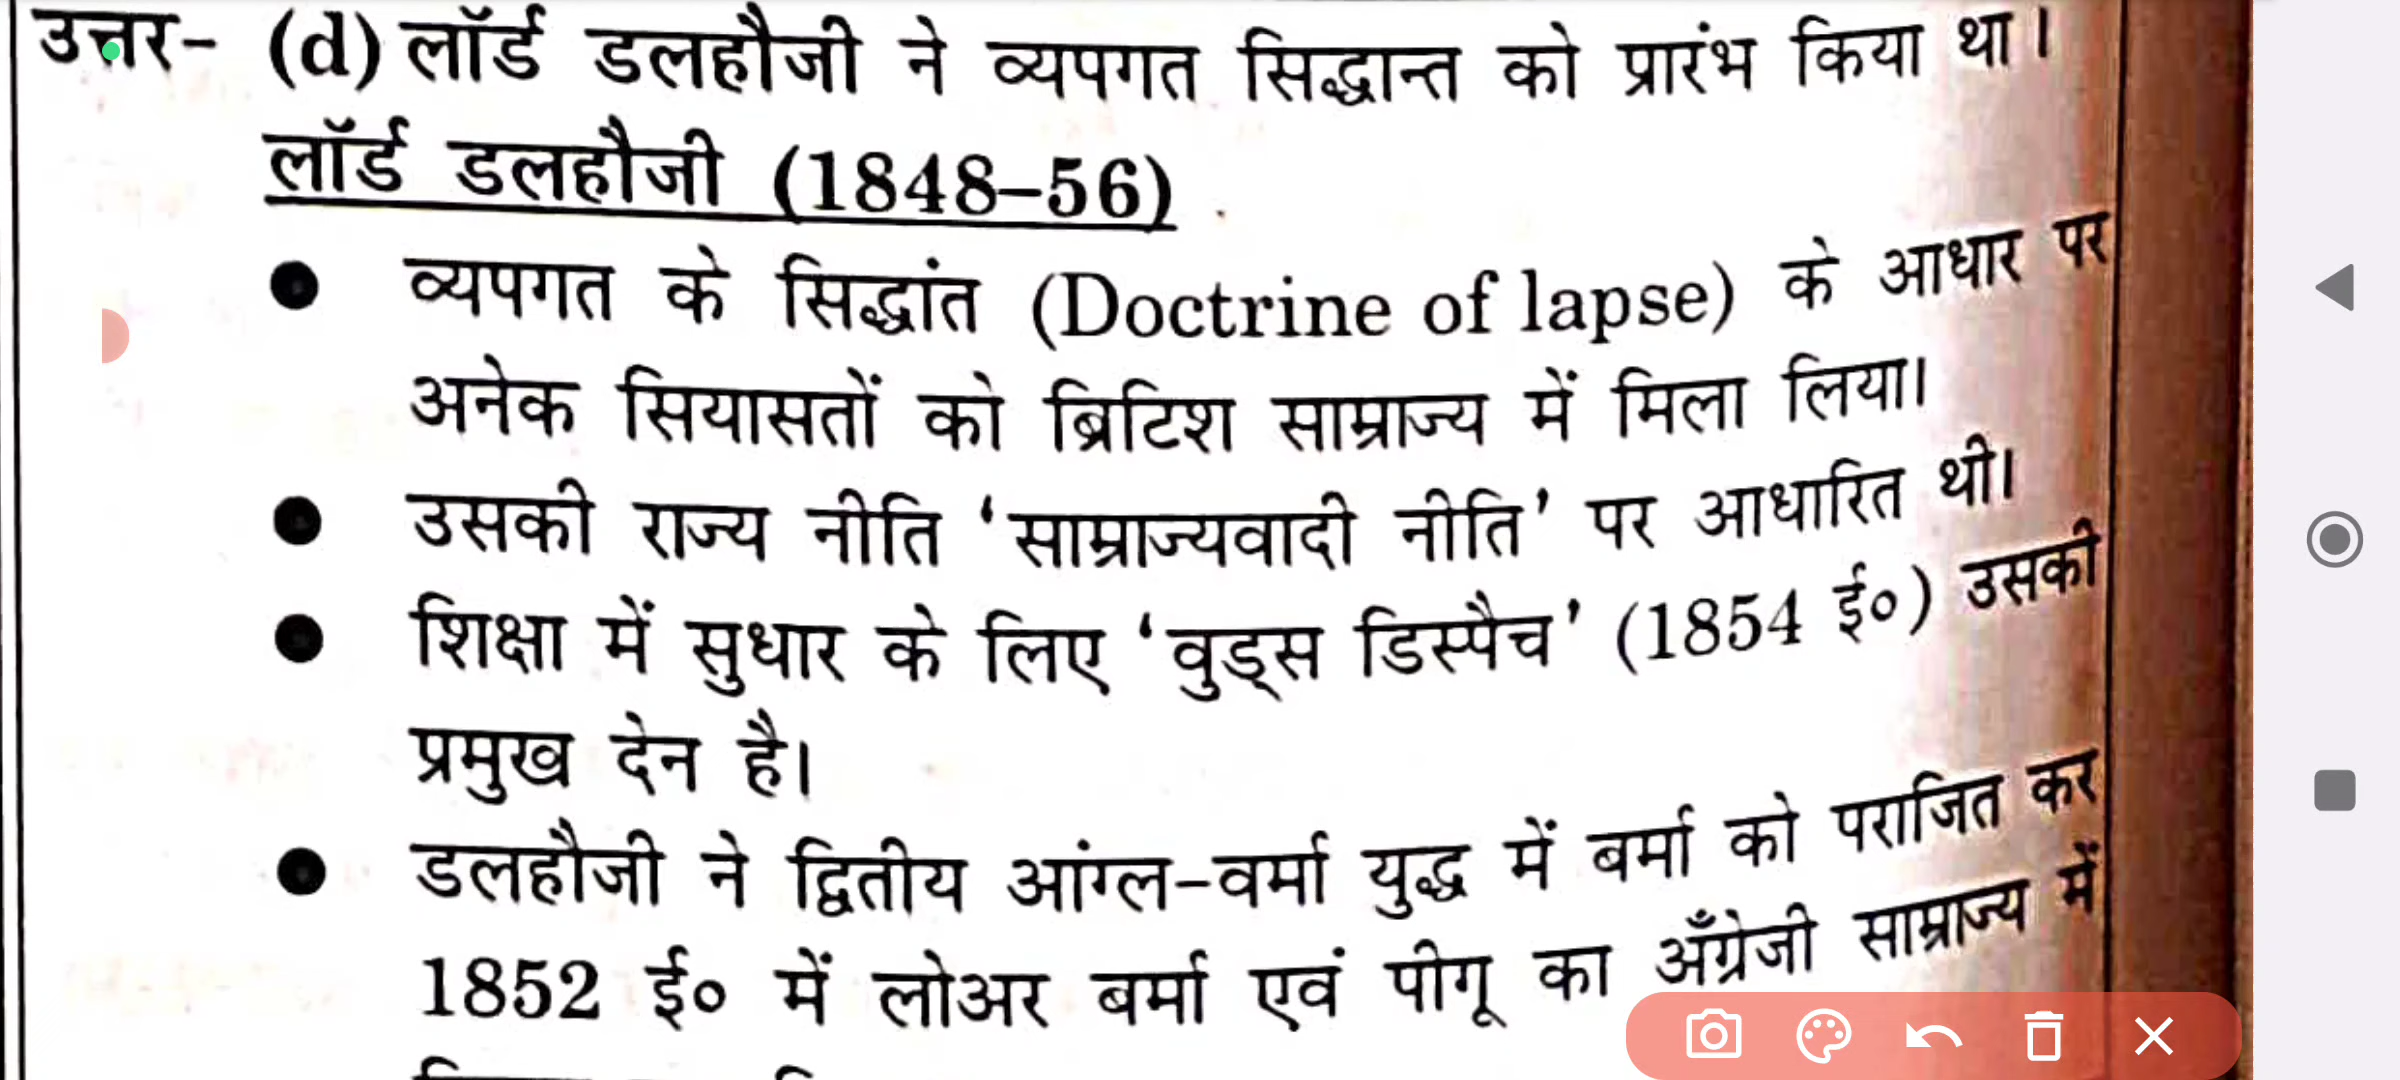 उत्तर- (d) लॉर्ड डलहौजी ने व्यपगत सिद्धान्त को प्रारंभ किया था।
लॉर्ड डलहौजी (1848–56)
● व्यपगत के सिद्धांत (Doctrine of lapse) के आधार पर
अनेक सियासतों को ब्रिटिश साम्राज्य में मिला लिया।
● उसकी राज्य नीति ‘साम्राज्यवादी नीति’ पर आधारित थी।
● शिक्षा में सुधार के लिए ‘वुड्स डिस्पैच’ (1854 ई०) उसकी
प्रमुख देन है।
● डलहौजी ने द्वितीय आंग्ल-वर्मा युद्ध में बर्मा को पराजित कर
1852 ई० में लोअर बर्मा एवं पीगू का अँग्रेजी साम्राज्य में